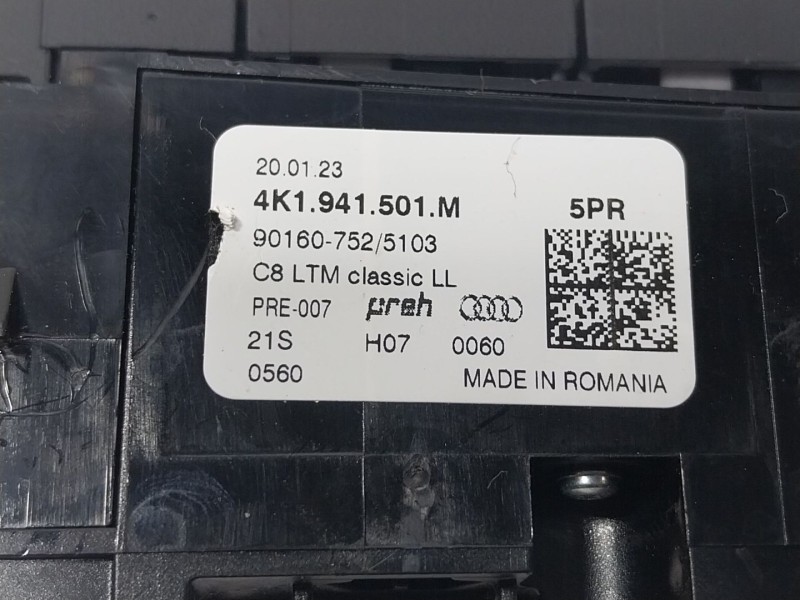 20.01.23
4K1.941.501.M 5PR
90160-752/5103
C8 LTM classic LL
PRE-007 preh
21S H07 0060
0560 MADE IN ROMANIA